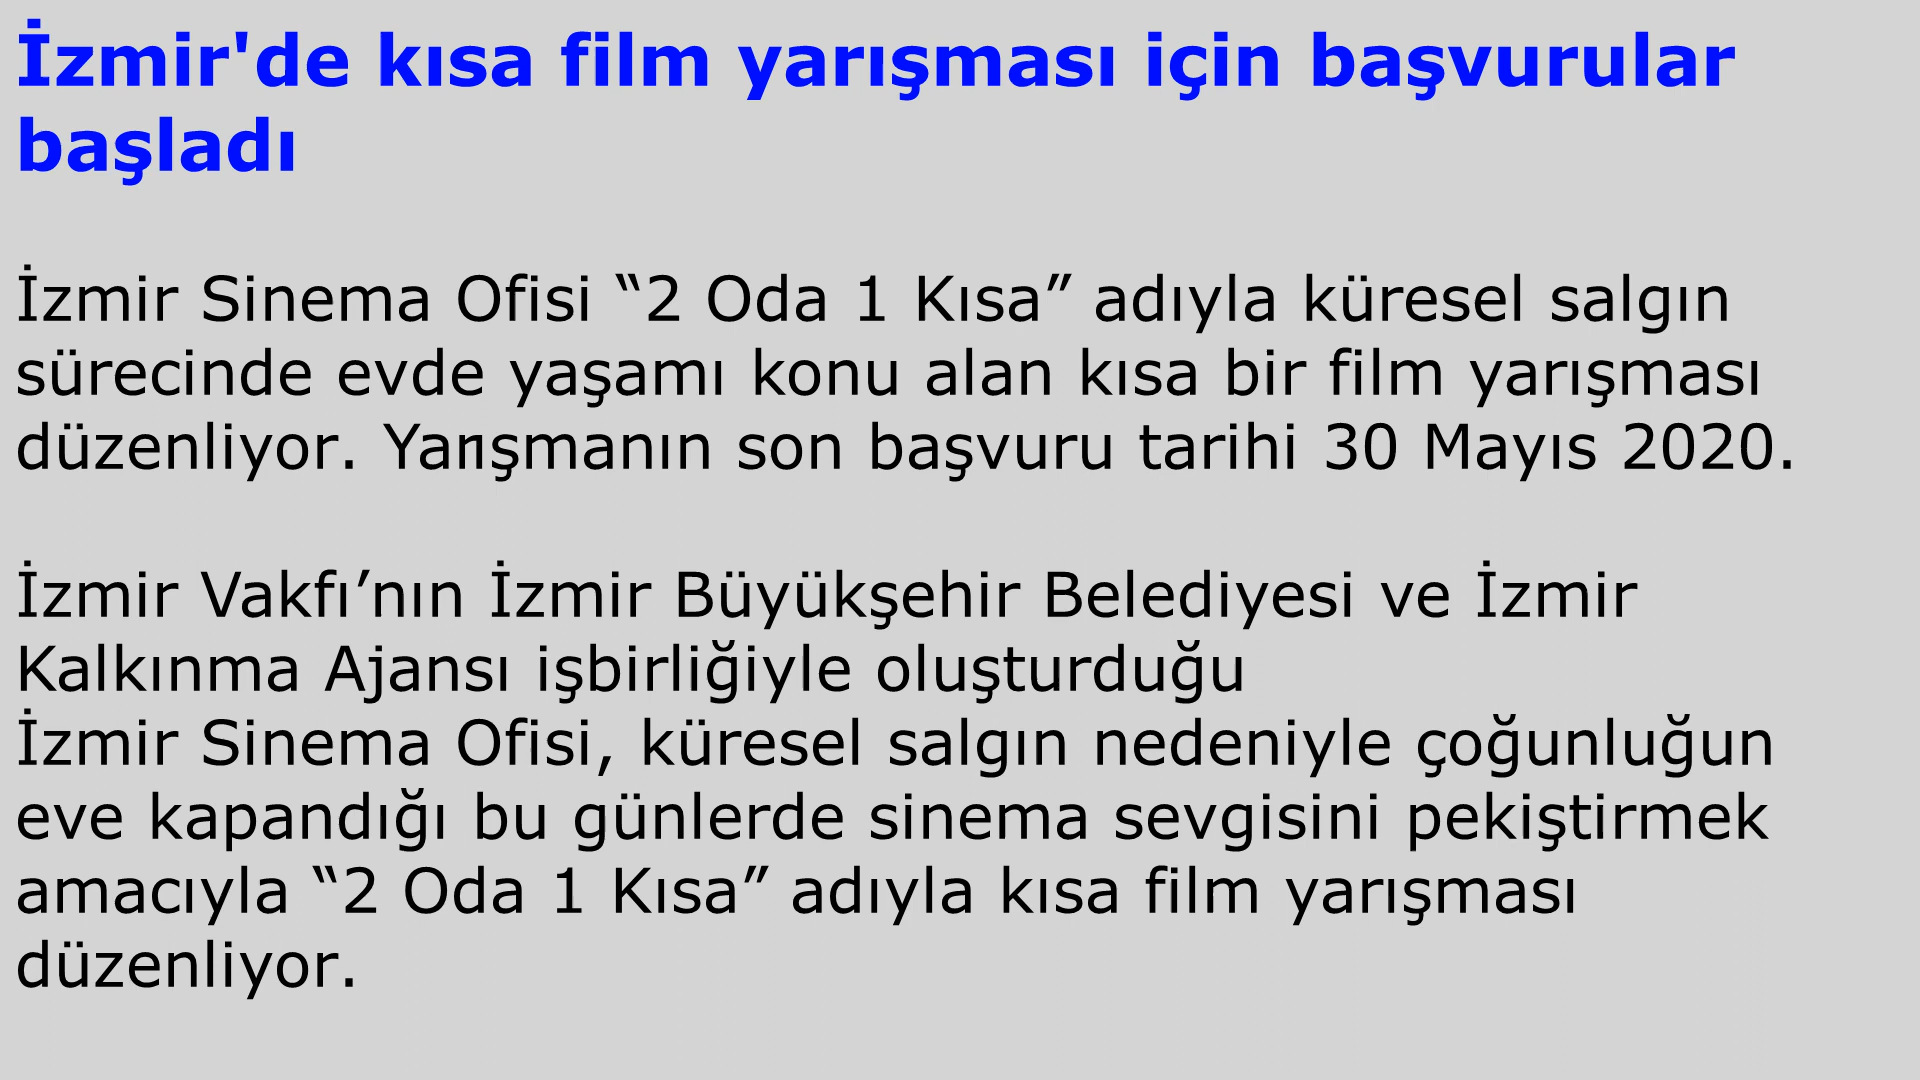 İzmir'de kısa film yarışması için başvurular
başladı
İzmir Sinema Ofisi “2 Oda 1 Kısa” adıyla küresel salgın
sürecinde evde yaşamı konu alan kısa bir film yarışması
düzenliyor. Yarışmanın son başvuru tarihi 30 Mayıs 2020.
İzmir Vakfı’nın İzmir Büyükşehir Belediyesi ve İzmir
Kalkınma Ajansı işbirliğiyle oluşturduğu
İzmir Sinema Ofisi, küresel salgın nedeniyle çoğunluğun
eve kapandığı bu günlerde sinema sevgisini pekiştirmek
amacıyla “2 Oda 1 Kısa” adıyla kısa film yarışması
düzenliyor.